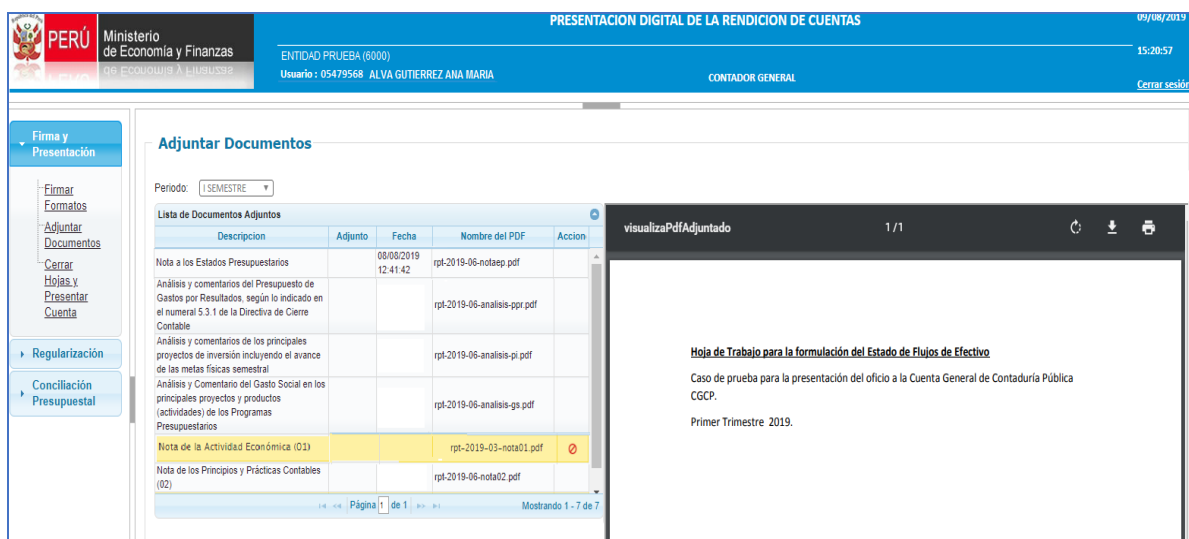 PERÚ
Ministerio
de Economía y Finanzas
PRESENTACION DIGITAL DE LA RENDICION DE CUENTAS
09/08/2019
ENTIDAD PRUEBA (6000)
15:20:57
Usuario : 05479568 ALVA GUTIERREZ ANA MARIA
CONTADOR GENERAL
Cerrar sesión
Firma y
Presentación
Firmar
Formatos
Adjuntar
Documentos
Cerrar
Hojas y
Presentar
Cuenta
Regularización
Conciliación
Presupuestal
Adjuntar Documentos
Periodo: I SEMESTRE
Lista de Documentos Adjuntos
Descripcion Adjunto Fecha Nombre del PDF Accion
Nota a los Estados Presupuestarios 08/08/2019 12:41:42 rpt-2019-06-notaep.pdf
Análisis y comentarios del Presupuesto de
Gastos por Resultados, según lo indicado en
el numeral 5.3.1 de la Directiva de Cierre
Contable
rpt-2019-06-analisis-ppr.pdf
Análisis y comentarios de los principales
proyectos de inversión incluyendo el avance
de las metas físicas semestral
rpt-2019-06-analisis-pi.pdf
Análisis y Comentario del Gasto Social en los
principales proyectos y productos
(actividades) de los Programas
Presupuestarios
rpt-2019-06-analisis-gs.pdf
Nota de la Actividad Económica (01) rpt-2019-03-nota01.pdf
Nota de los Principios y Prácticas Contables
(02)
rpt-2019-06-nota02.pdf
Página 1 de 1 Mostrando 1 - 7 de 7
visualizaPdfAdjuntado 1 / 1
Hoja de Trabajo para la formulación del Estado de Flujos de Efectivo
Caso de prueba para la presentación del oficio a la Cuenta General de Contaduría Pública
CGCP.
Primer Trimestre 2019.